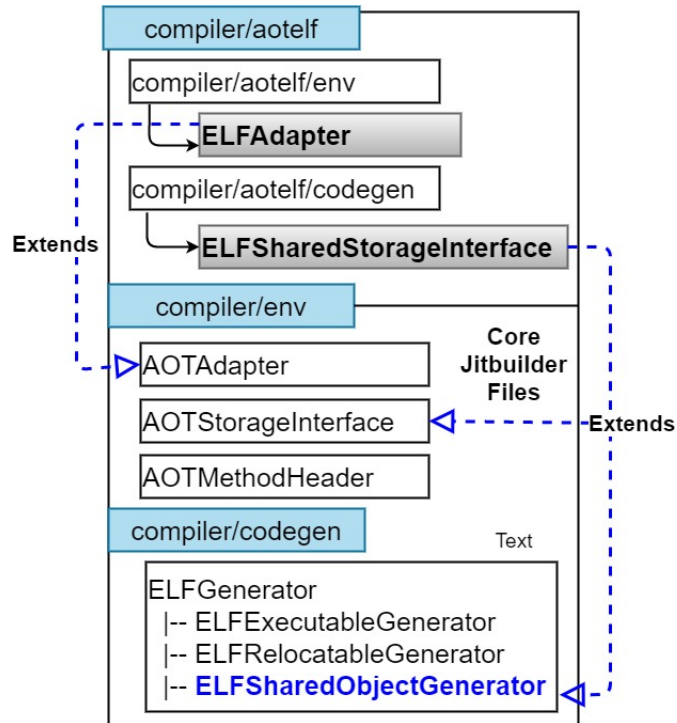 compiler/aotelf
compiler/aotelf/env
ELFAdapter
compiler/aotelf/codegen
Extends
ELFSharedStorageInterface
compiler/env
Core
Jitbuilder
Files
AOTAdapter
AOTStorageInterface
Extends
AOTMethodHeader
compiler/codegen
Text
ELFGenerator
|-- ELFExecutableGenerator
|-- ELFRelocatableGenerator
|-- ELFSharedObjectGenerator